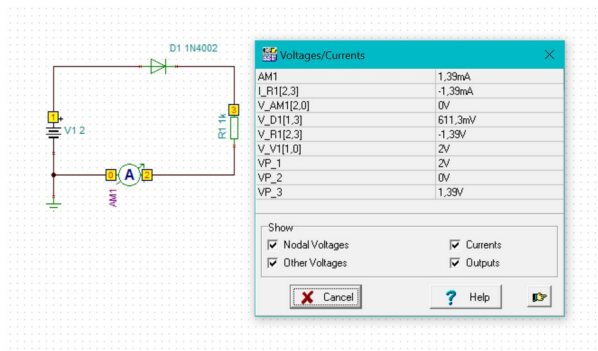 D1 1N4002
1
+
V1 2
3
R1 1k
0
A
2
AM1
Voltages/Currents
AM1 1,39mA
I_R1[2,3] -1,39mA
V_AM1[2,0] 0V
V_D1[1,3] 611,3mV
V_R1[2,3] -1,39V
V_V1[1,0] 2V
VP_1 2V
VP_2 0V
VP_3 1,39V
Show
Nodal Voltages Currents
Other Voltages Outputs
Cancel ? Help